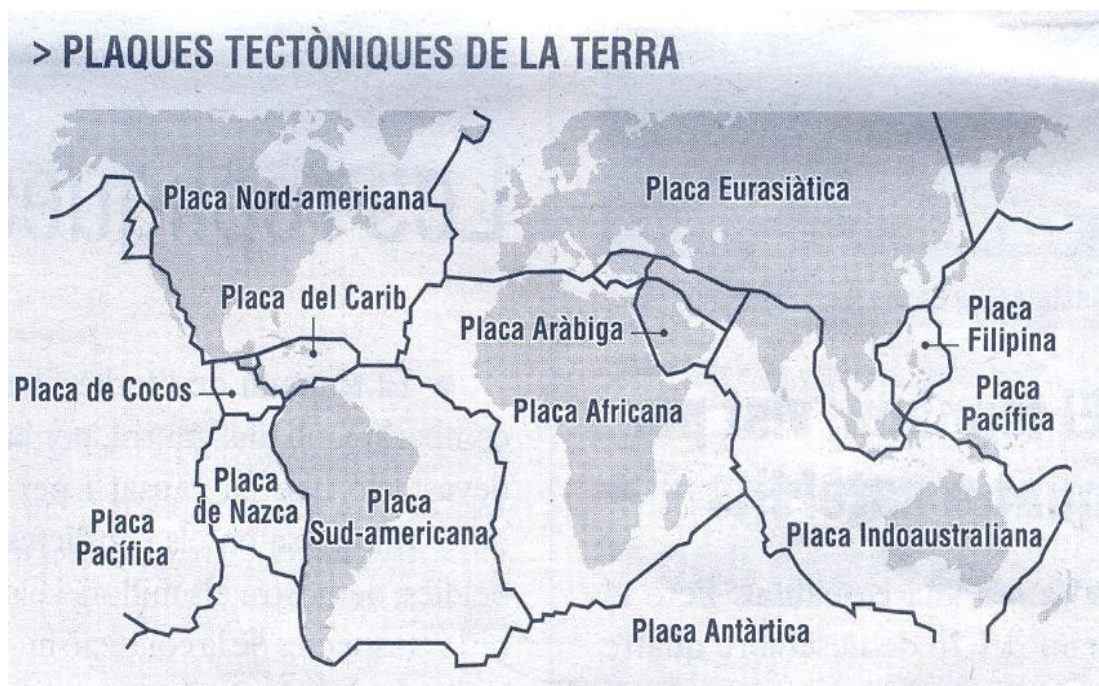 > PLAQUES TECTÒNIQUES DE LA TERRA
Placa Nord-americana
Placa Eurasiàtica
Placa del Carib
Placa Aràbiga
Placa
Filipina
Placa de Cocos
Placa Africana
Placa
Pacífica
Placa
de Nazca
Placa
Sud-americana
Placa
Pacífica
Placa Indoaustraliana
Placa Antàrtica